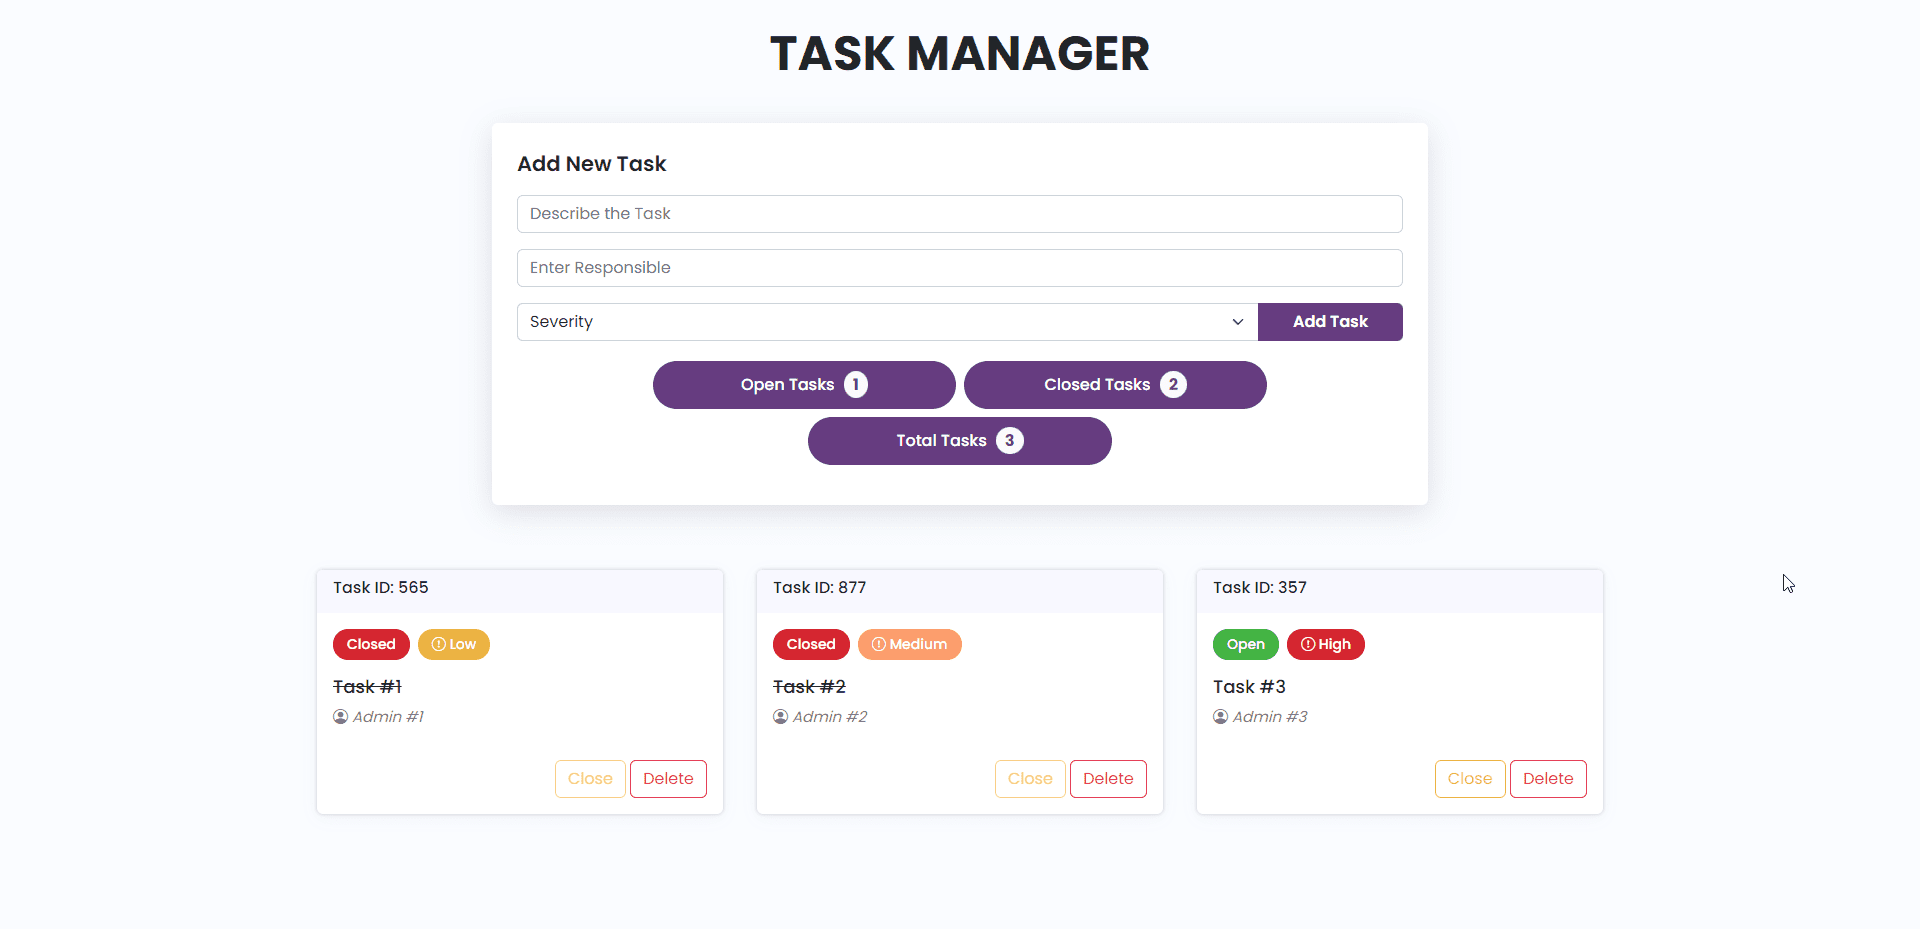 TASK MANAGER
Add New Task
Describe the Task
Enter Responsible
Severity Add Task
Open Tasks 1 Closed Tasks 2
Total Tasks 3
Task ID: 565
Closed Low
Task #1
Admin #1
Close Delete
Task ID: 877
Closed Medium
Task #2
Admin #2
Close Delete
Task ID: 357
Open High
Task #3
Admin #3
Close Delete